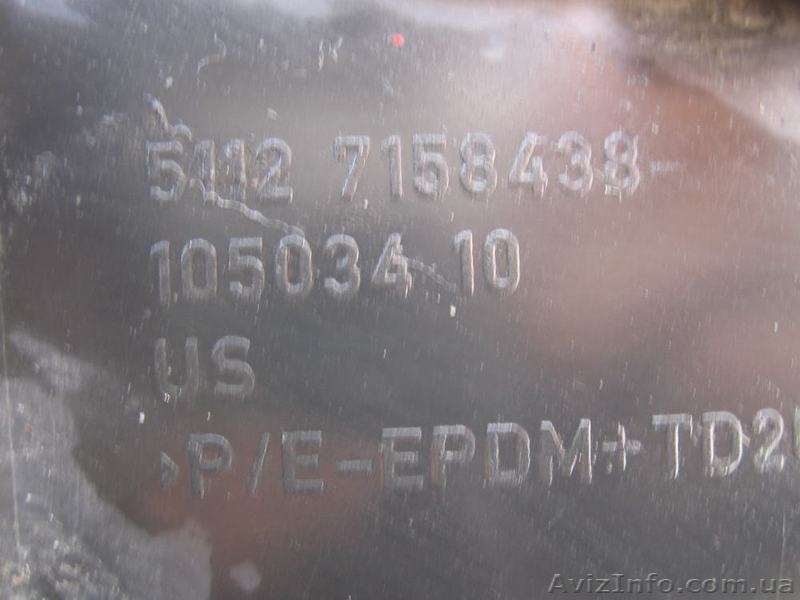 5112 7158438-
105034 10
US
>P/E-EPDM+TD2
AvizInfo.com.ua